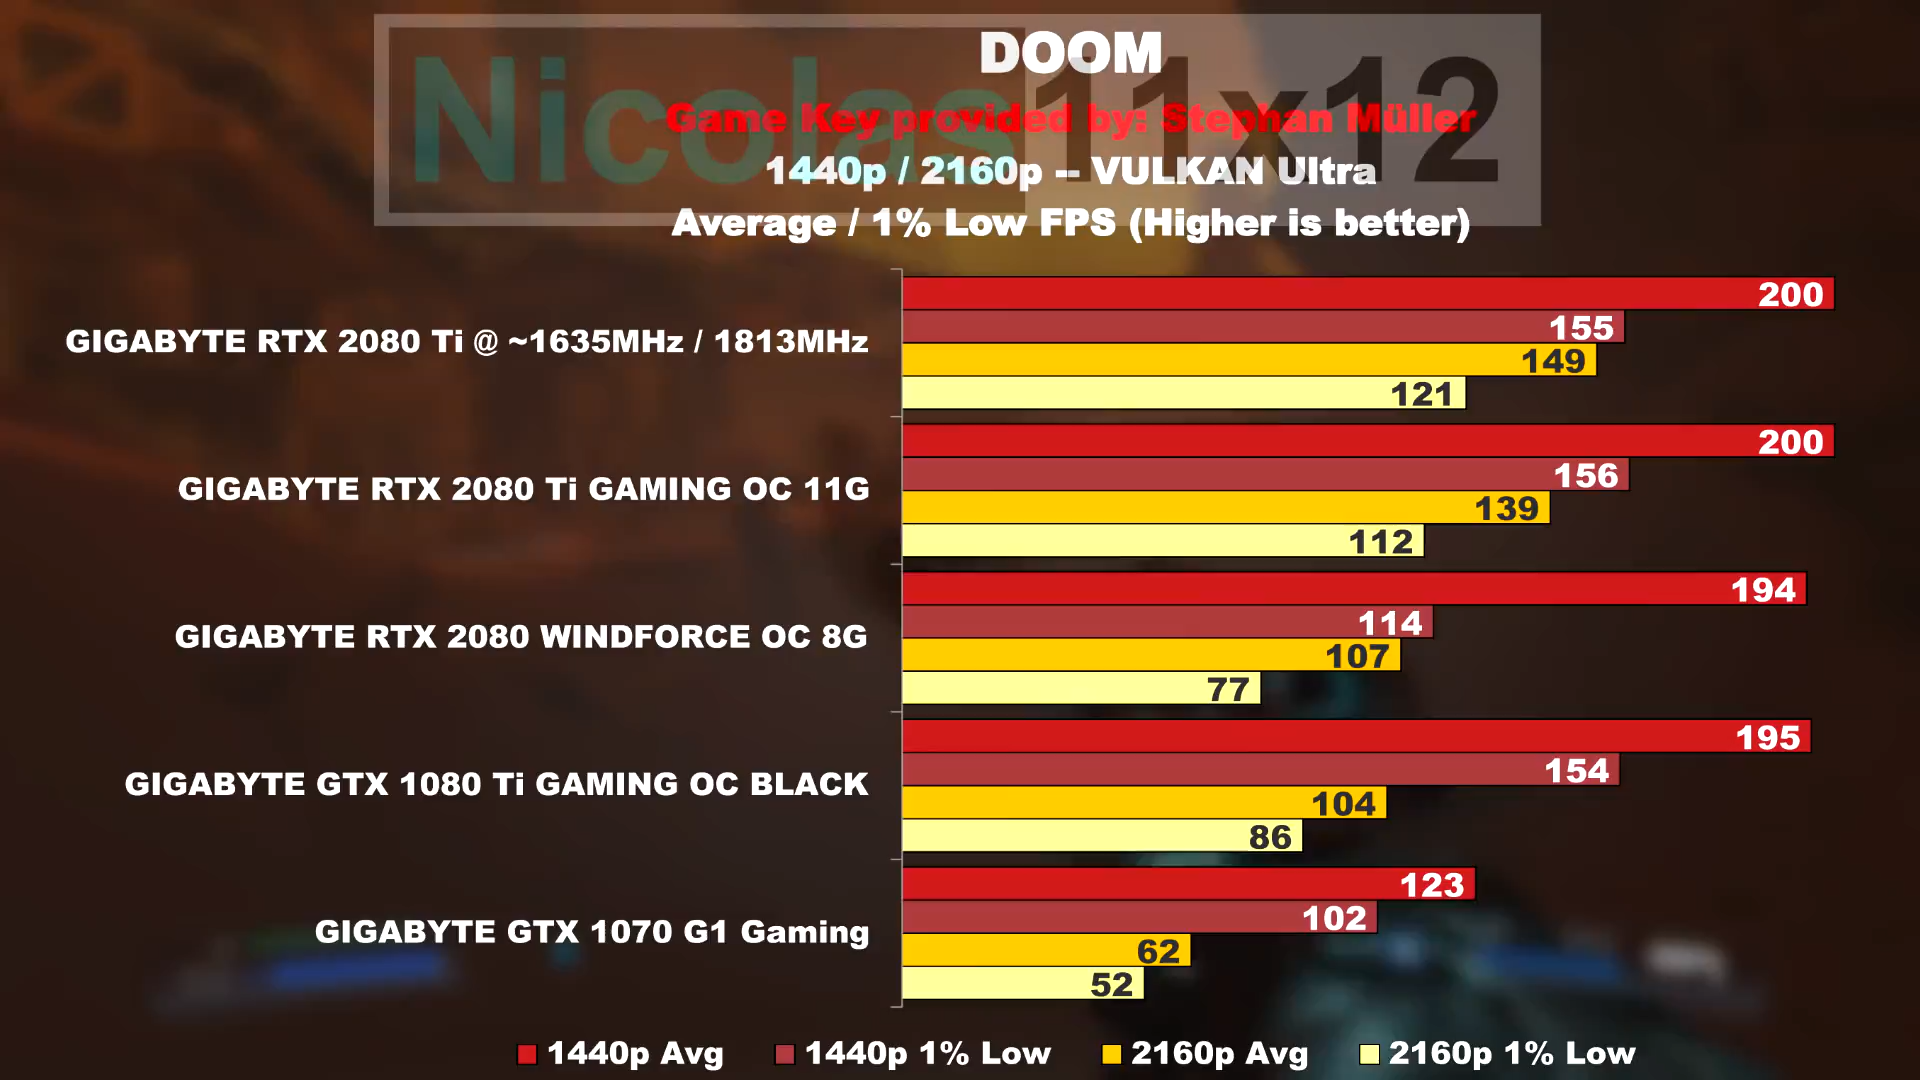 Nicolas11x12
DOOM
Game Key provided by: Stephan Müller
1440p / 2160p -- VULKAN Ultra
Average / 1% Low FPS (Higher is better)
GIGABYTE RTX 2080 Ti @ ~1635MHz / 1813MHz
200
155
149
121
GIGABYTE RTX 2080 Ti GAMING OC 11G
200
156
139
112
GIGABYTE RTX 2080 WINDFORCE OC 8G
194
114
107
77
GIGABYTE GTX 1080 Ti GAMING OC BLACK
195
154
104
86
GIGABYTE GTX 1070 G1 Gaming
123
102
62
52
1440p Avg 1440p 1% Low 2160p Avg 2160p 1% Low